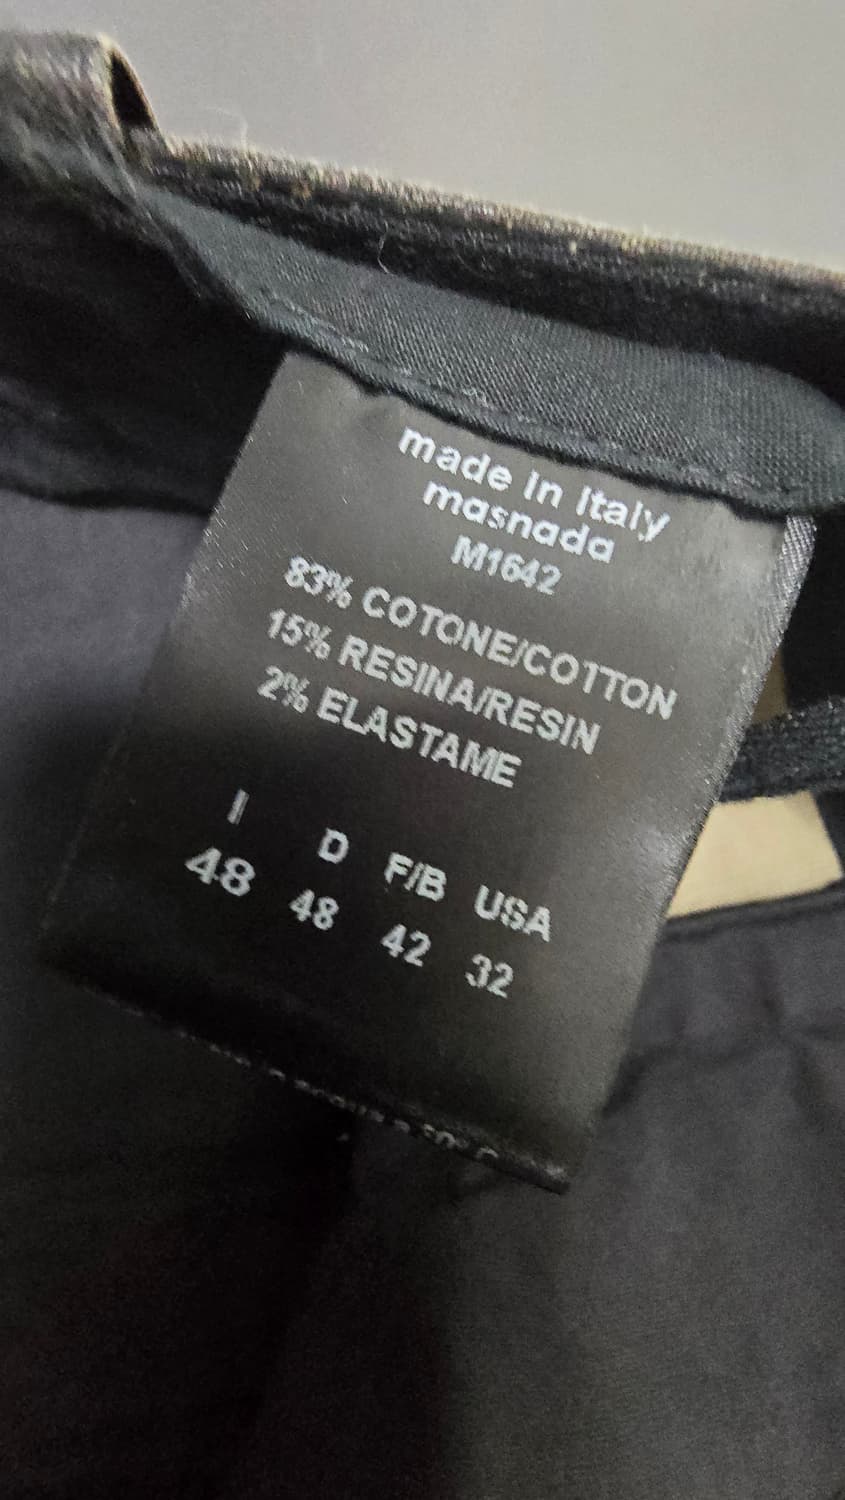 made in Italy
masnada
M1642
83% COTONE/COTTON
15% RESINA/RESIN
2% ELASTAME
I D F/B USA
48 48 42 32